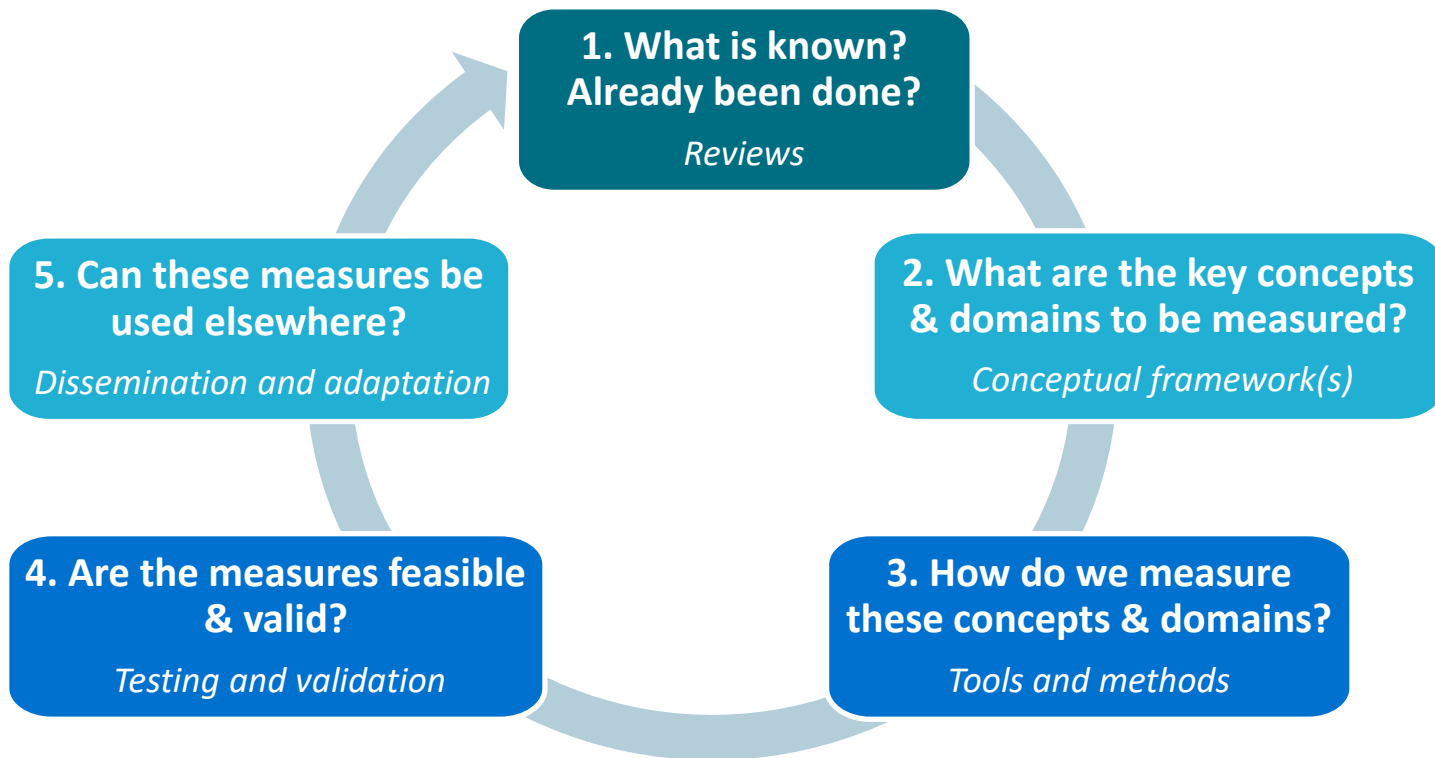 1. What is known?
Already been done?
Reviews
2. What are the key concepts
& domains to be measured?
Conceptual framework(s)
3. How do we measure
these concepts & domains?
Tools and methods
4. Are the measures feasible
& valid?
Testing and validation
5. Can these measures be
used elsewhere?
Dissemination and adaptation